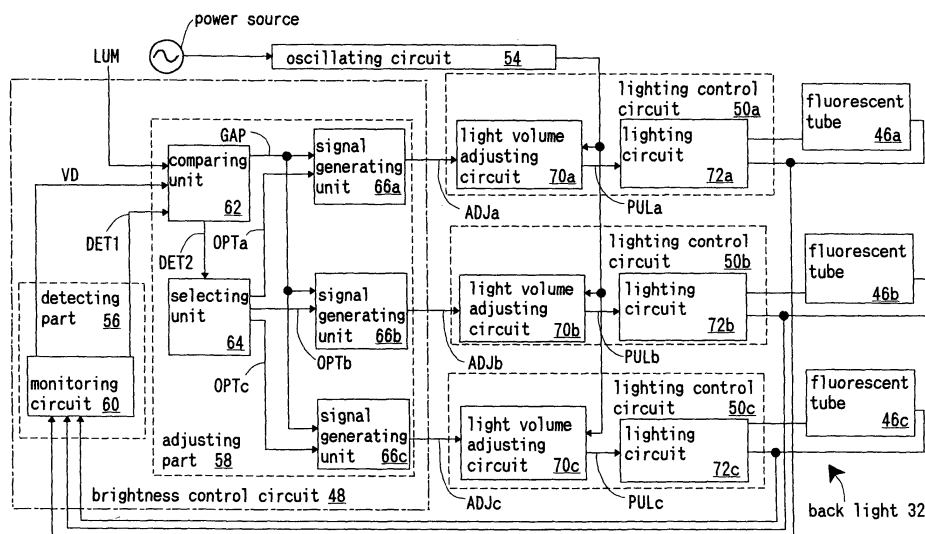 power source
LUM
oscillating circuit 54
lighting control
circuit 50a
fluorescent
tube 46a
GAP
comparing
unit
62
signal
generating
unit 66a
light volume
adjusting
circuit 70a
lighting
circuit
72a
VD
DET1
DET2
OPTa
ADJa
PULa
lighting control
circuit 50b
fluorescent
tube 46b
detecting
part 56
selecting
unit
64
signal
generating
unit 66b
light volume
adjusting
circuit 70b
lighting
circuit
72b
OPTb
ADJb
PULb
OPTc
monitoring
circuit 60
lighting control
circuit 50c
fluorescent
tube 46c
signal
generating
unit 66c
light volume
adjusting
circuit 70c
lighting
circuit
72c
adjusting
part 58
brightness control circuit 48
ADJc
PULc
back light 32